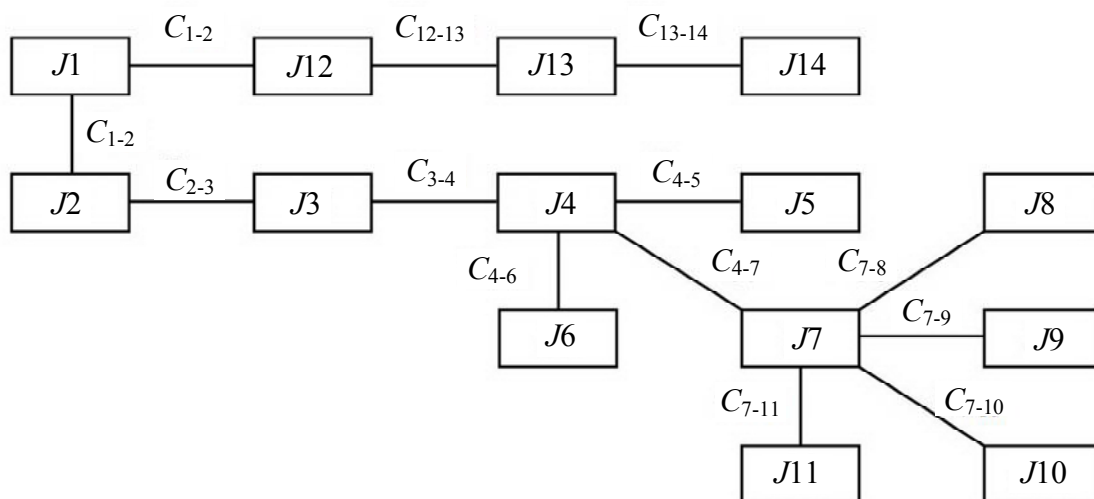 C1-2 C12-13 C13-14
J1 J12 J13 J14
C1-2
C2-3 C3-4 C4-5
J2 J3 J4 J5 J8
C4-6 C4-7 C7-8
C7-9
J6 J7 J9
C7-11 C7-10
J11 J10